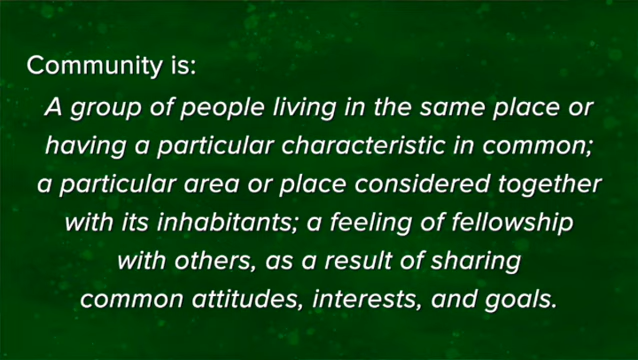 Community is:
A group of people living in the same place or
having a particular characteristic in common;
a particular area or place considered together
with its inhabitants; a feeling of fellowship
with others, as a result of sharing
common attitudes, interests, and goals.